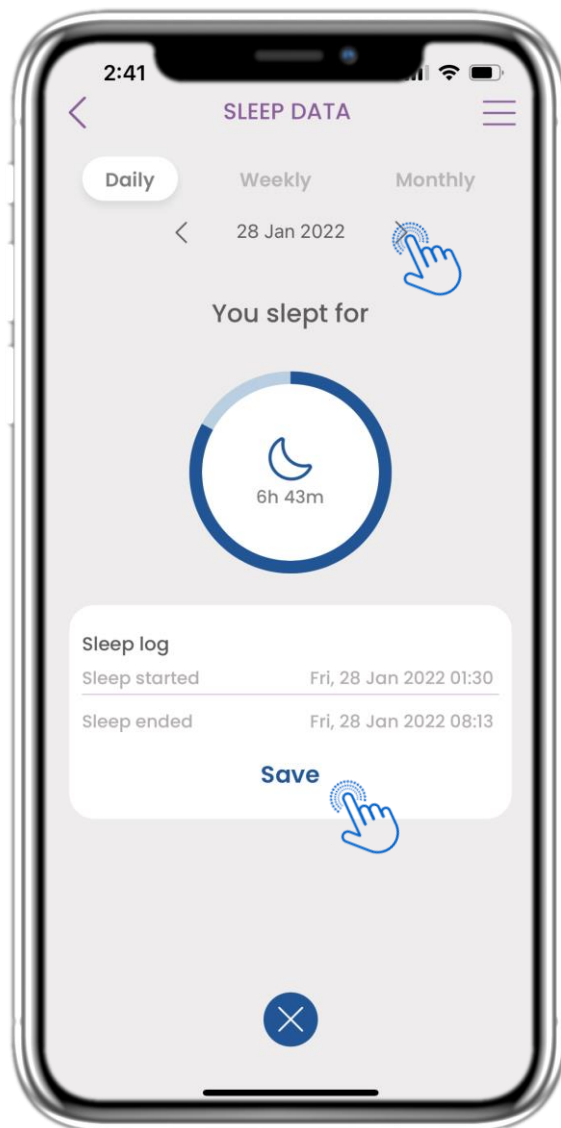 2:41
SLEEP DATA
Daily Weekly Monthly
28 Jan 2022
You slept for
6h 43m
Sleep log
Sleep started Fri, 28 Jan 2022 01:30
Sleep ended Fri, 28 Jan 2022 08:13
Save